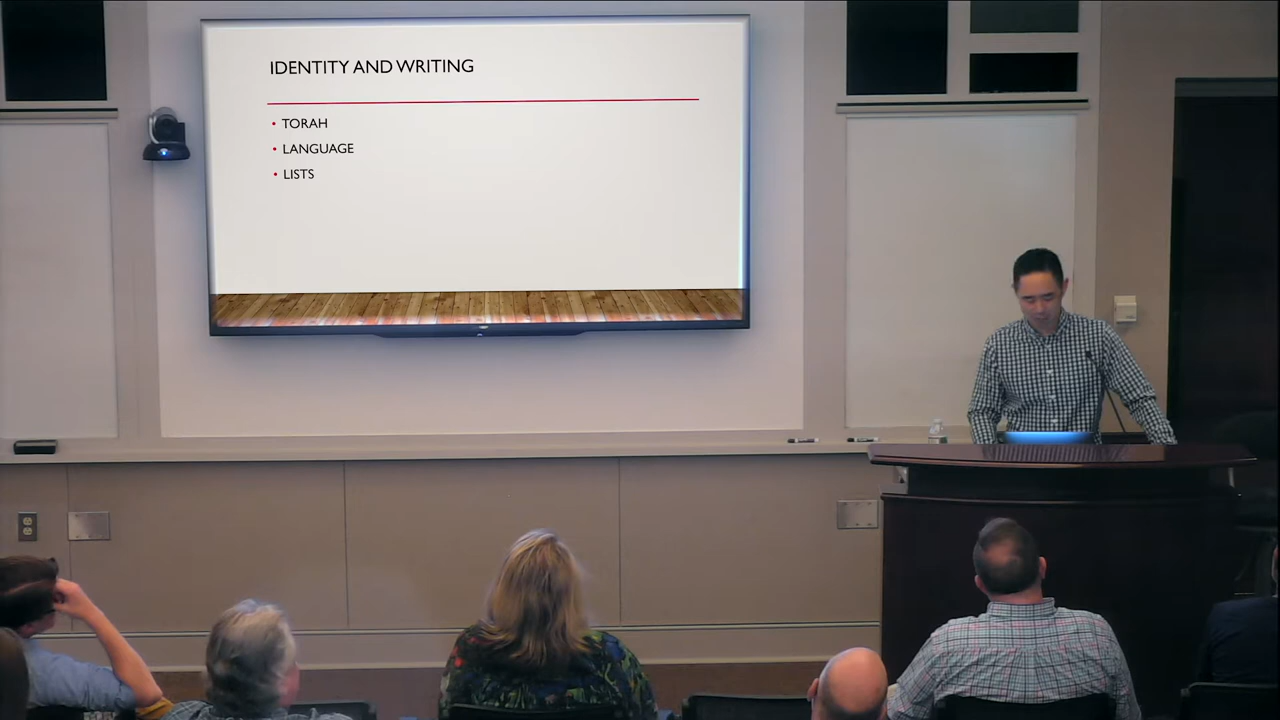 IDENTITY AND WRITING
• TORAH
• LANGUAGE
• LISTS